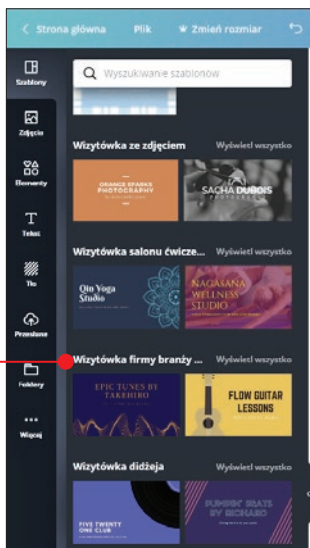 Strona główna Plik Zmień rozmiar
Szablony
Wyszukiwanie szablonów
Zdjęcia
Wizytówka ze zdjęciem Wyświetl wszystko
ORANGE SPARKS
PHOTOGRAPHY
SACHA DUBOIS
PHOTOGRAPHY
Elementy
Tekst
Wizytówka salonu ćwicze... Wyświetl wszystko
Qin Yoga
Studio
NAGASANA
WELLNESS
STUDIO
Tło
Przesłane
Wizytówka firmy branży ... Wyświetl wszystko
Foldery
EPIC TUNES BY
TAKEHIRO
FLOW GUITAR
LESSONS
Więcej
Wizytówka didżeja Wyświetl wszystko
FIVE TWENTY
ONE CLUB
PUMPIN' BEATS
BY RICHARD